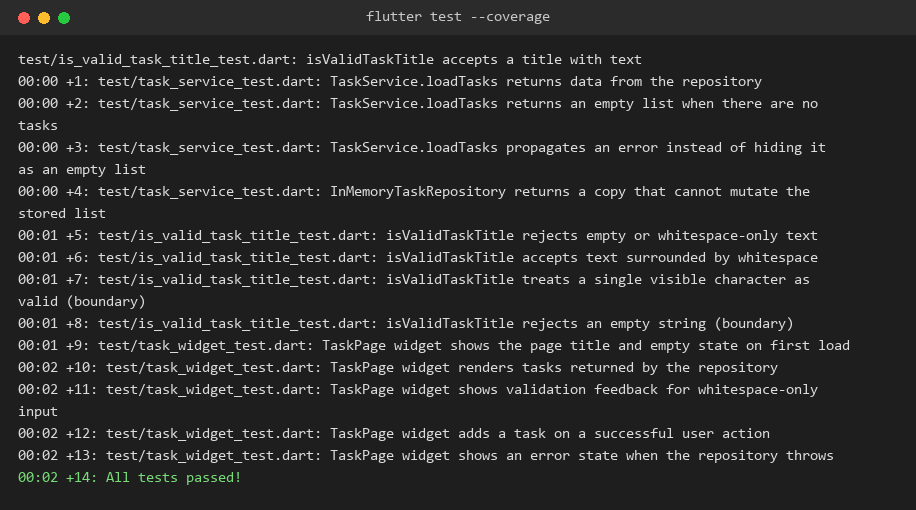 flutter test --coverage
test/is_valid_task_title_test.dart: isValidTaskTitle accepts a title with text
00:00 +1: test/task_service_test.dart: TaskService.loadTasks returns data from the repository
00:00 +2: test/task_service_test.dart: TaskService.loadTasks returns an empty list when there are no
tasks
00:00 +3: test/task_service_test.dart: TaskService.loadTasks propagates an error instead of hiding it
as an empty list
00:00 +4: test/task_service_test.dart: InMemoryTaskRepository returns a copy that cannot mutate the
stored list
00:01 +5: test/is_valid_task_title_test.dart: isValidTaskTitle rejects empty or whitespace-only text
00:01 +6: test/is_valid_task_title_test.dart: isValidTaskTitle accepts text surrounded by whitespace
00:01 +7: test/is_valid_task_title_test.dart: isValidTaskTitle treats a single visible character as
valid (boundary)
00:01 +8: test/is_valid_task_title_test.dart: isValidTaskTitle rejects an empty string (boundary)
00:01 +9: test/task_widget_test.dart: TaskPage widget shows the page title and empty state on first load
00:02 +10: test/task_widget_test.dart: TaskPage widget renders tasks returned by the repository
00:02 +11: test/task_widget_test.dart: TaskPage widget shows validation feedback for whitespace-only
input
00:02 +12: test/task_widget_test.dart: TaskPage widget adds a task on a successful user action
00:02 +13: test/task_widget_test.dart: TaskPage widget shows an error state when the repository throws
00:02 +14: All tests passed!